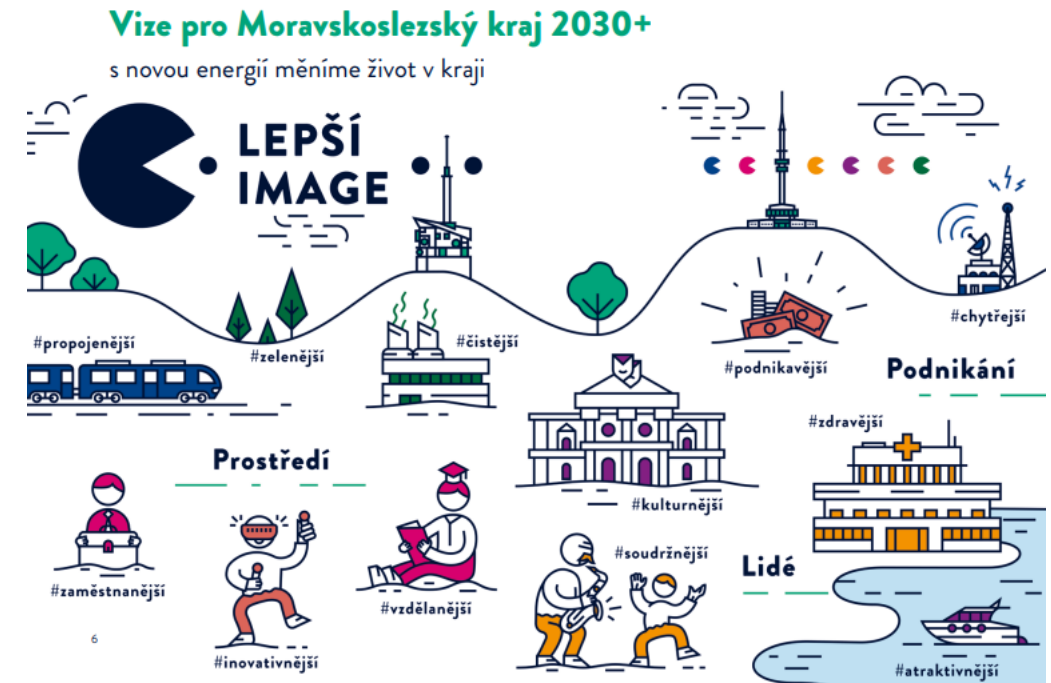 Vize pro Moravskoslezský kraj 2030+
s novou energií měníme život v kraji
LEPŠÍ
IMAGE
#propojenější
#zelenější
#čistější
#podnikavější
#chytřejší
Podnikání
#zdravější
Prostředí
#kulturnější
#zaměstnanější
#vzdělanější
#soudržnější
Lidé
#inovativnější
#atraktivnější
6